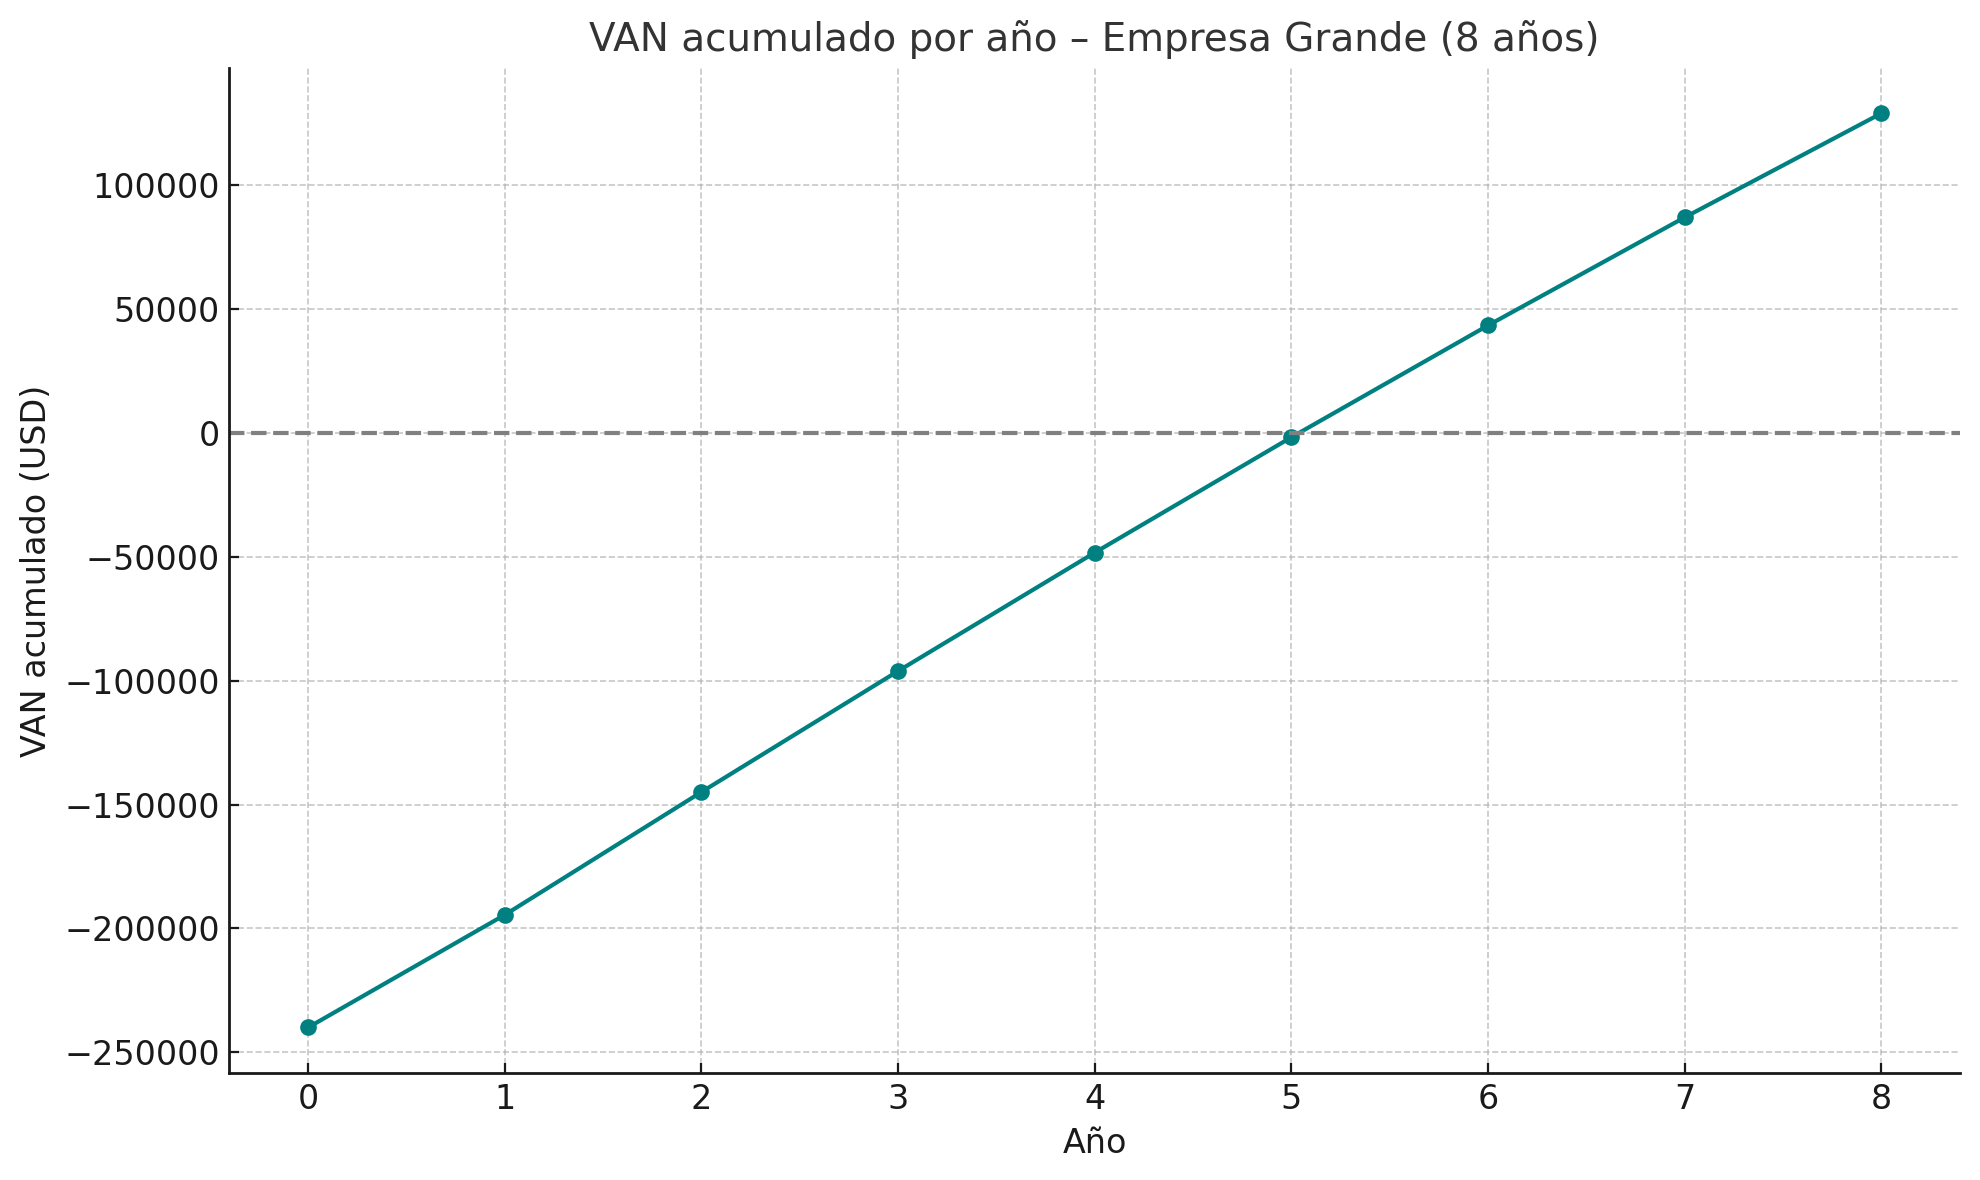 VAN acumulado por año – Empresa Grande (8 años)
VAN acumulado (USD)
100000
50000
0
−50000
−100000
−150000
−200000
−250000
0 1 2 3 4 5 6 7 8
Año